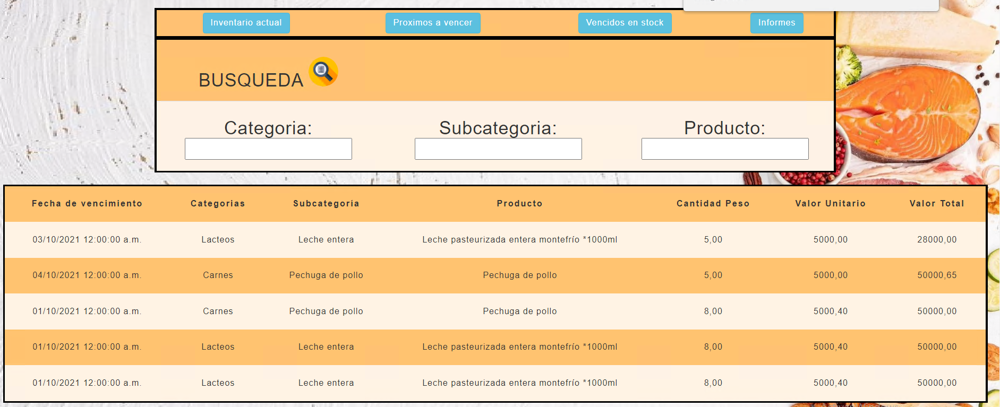 Inventario actual Proximos a vencer Vencidos en stock Informes
BUSQUEDA
Categoria: Subcategoria: Producto:
Fecha de vencimiento Categorias Subcategoría Producto Cantidad Peso Valor Unitario Valor Total
03/10/2021 12:00:00 a.m. Lacteos Leche entera Leche pasteurizada entera montefrío *1000ml 5,00 5000,00 28000,00
04/10/2021 12:00:00 a.m. Carnes Pechuga de pollo Pechuga de pollo 5,00 5000,00 50000,65
01/10/2021 12:00:00 a.m. Carnes Pechuga de pollo Pechuga de pollo 8,00 5000,40 50000,00
01/10/2021 12:00:00 a.m. Lacteos Leche entera Leche pasteurizada entera montefrío *1000ml 8,00 5000,40 50000,00
01/10/2021 12:00:00 a.m. Lacteos Leche entera Leche pasteurizada entera montefrío *1000ml 8,00 5000,40 50000,00